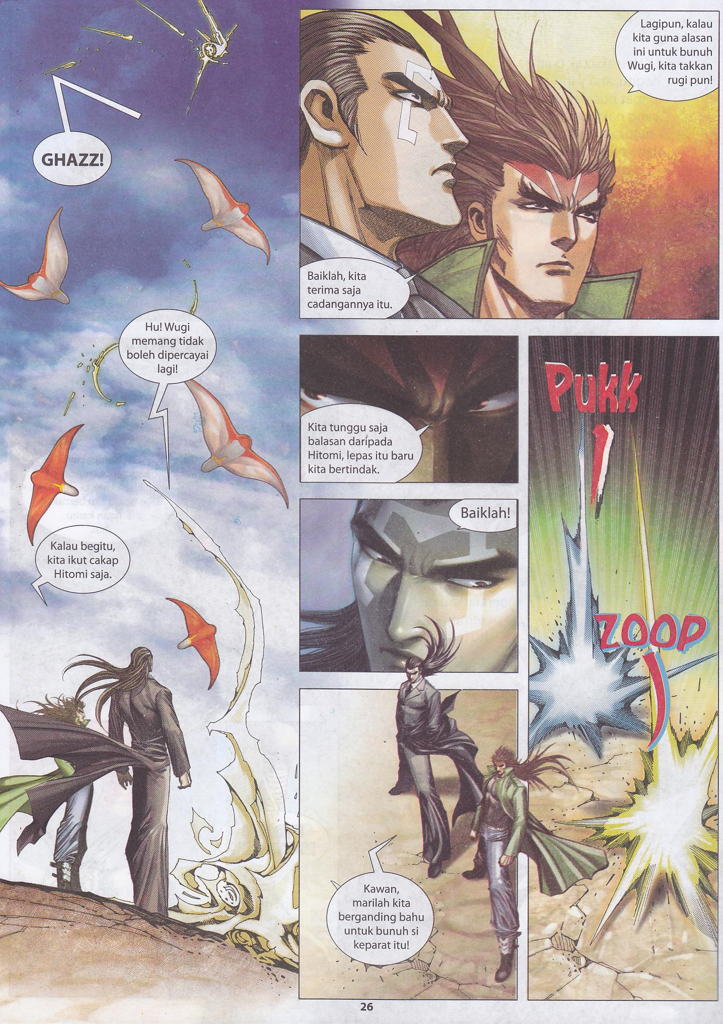 GHAZZ!
Hu! Wugi
memang tidak
boleh dipercayai
lagi!
Kalau begitu,
kita ikut cakap
Hitomi saja.
Lagipun, kalau
kita guna alasan
ini untuk bunuh
Wugi, kita takkan
rugi pun!
Baiklah, kita
terima saja
cadangannya itu.
Kita tunggu saja
balasan darípada
Hitomi, lepas itu baru
kita bertindak.
Baiklah!
Kawan,
marilah kita
berganding bahu
untuk bunuh si
keparat itu!
Pukk
!
ZOOP
)
26